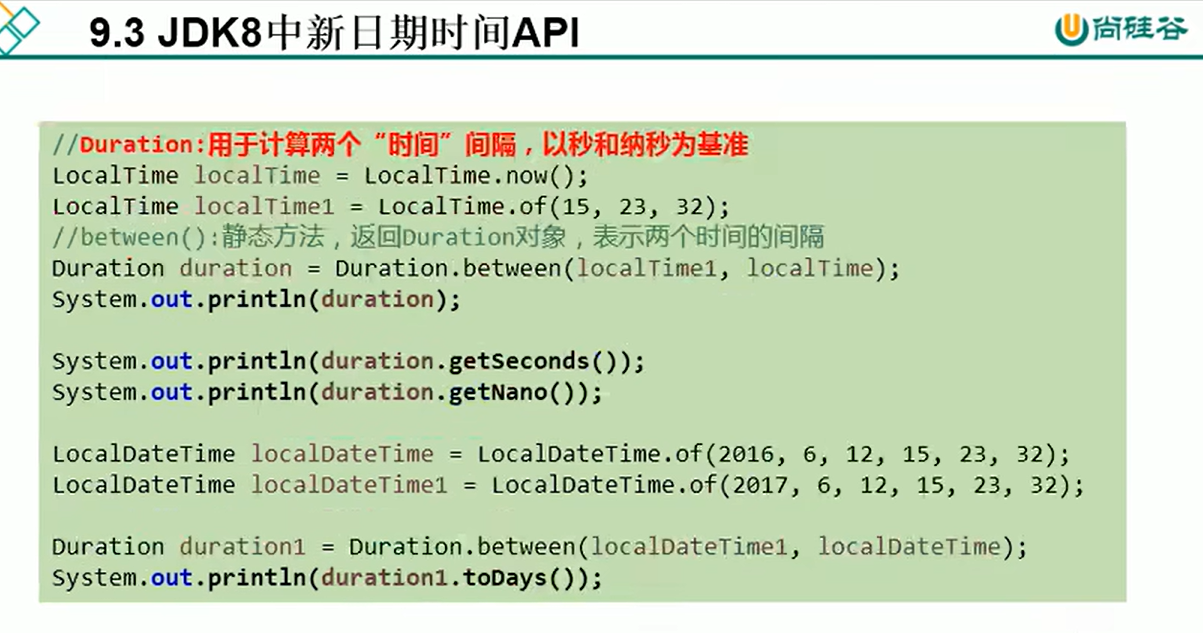 9.3 JDK8中新日期时间API
尚硅谷
//Duration:用于计算两个“时间”间隔，以秒和纳秒为基准
LocalTime localTime = LocalTime.now();
LocalTime localTime1 = LocalTime.of(15, 23, 32);
//between():静态方法，返回Duration对象，表示两个时间的间隔
Duration duration = Duration.between(localTime1, localTime);
System.out.println(duration);
System.out.println(duration.getSeconds());
System.out.println(duration.getNano());
LocalDateTime localDateTime = LocalDateTime.of(2016, 6, 12, 15, 23, 32);
LocalDateTime localDateTime1 = LocalDateTime.of(2017, 6, 12, 15, 23, 32);
Duration duration1 = Duration.between(localDateTime1, localDateTime);
System.out.println(duration1.toDays());